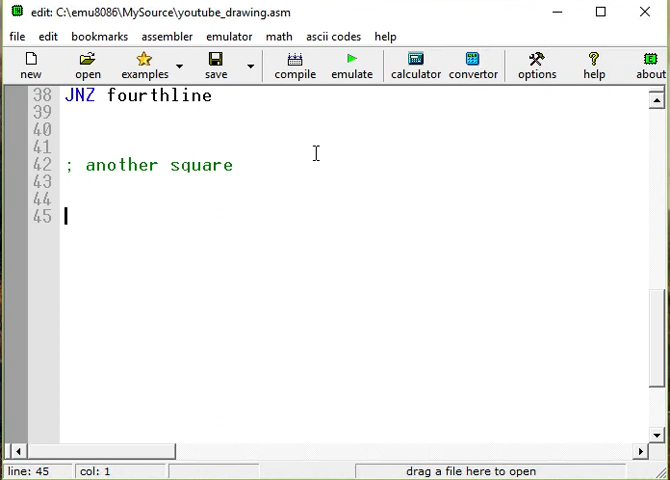 edit: C:\emu8086\MySource\youtube_drawing.asm
file edit bookmarks assembler emulator math ascii codes help
new open examples save compile emulate calculator convertor options help about
38 JNZ fourthline
39
40
41
42 ; another square
43
44
45
line: 45 col: 1 drag a file here to open